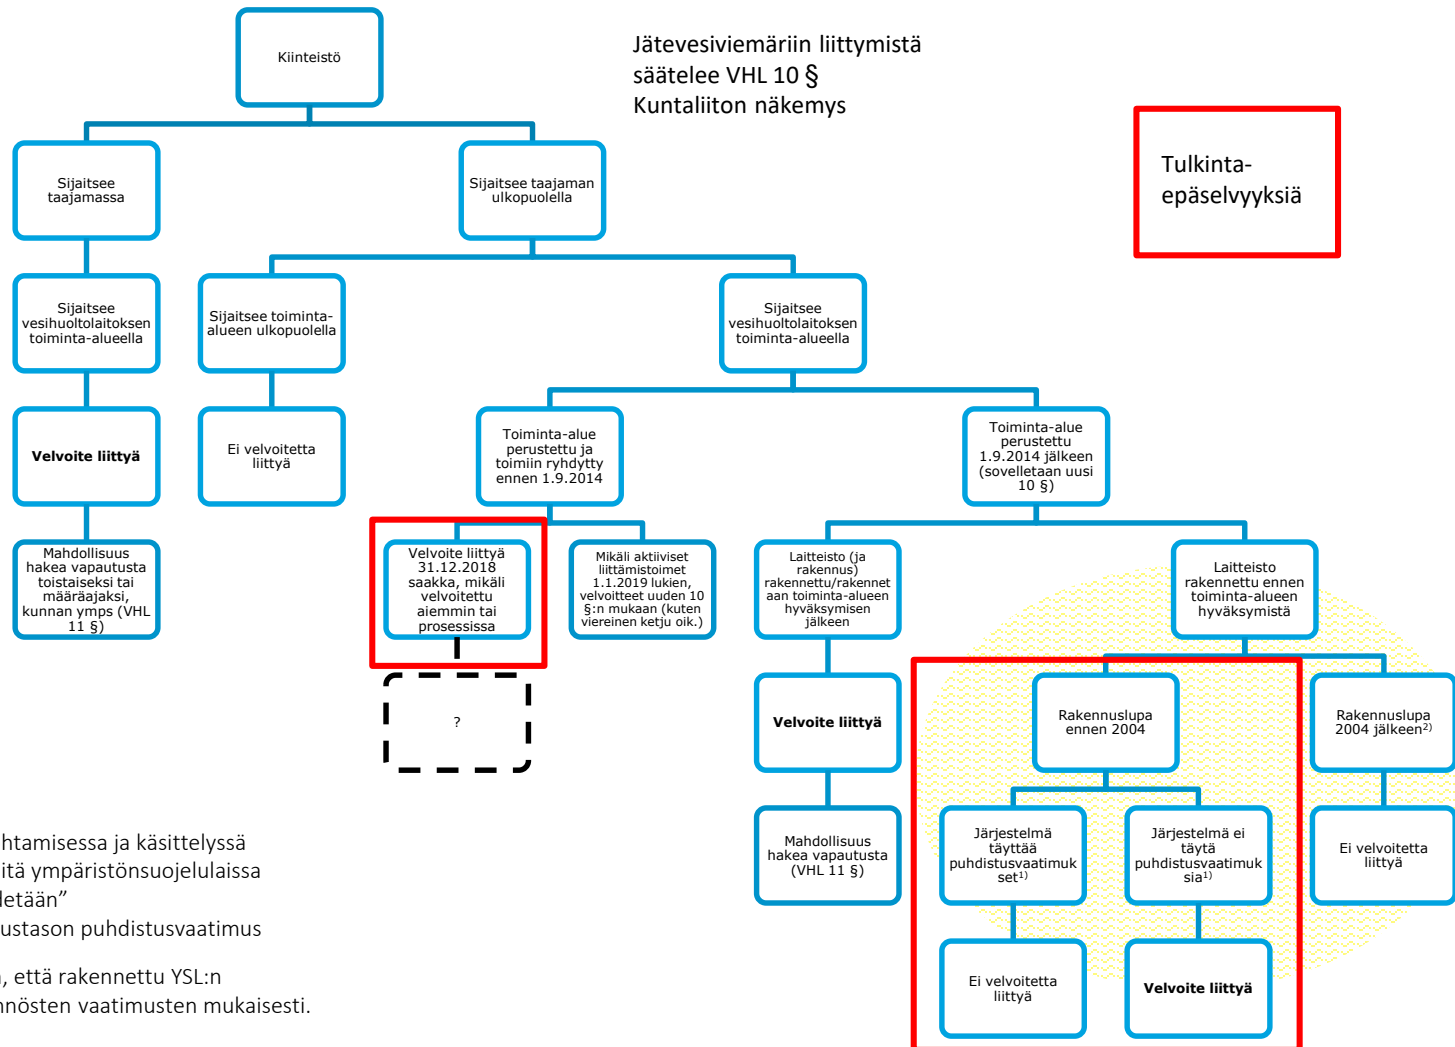 Kiinteistö
Jätevesiviemäriin liittymistä
säätelee VHL 10 §
Kuntaliiton näkemys
Tulkinta-
epäselvyyksiä
Sijaitsee
taajamassa
Sijaitsee taajaman
ulkopuolella
Sijaitsee
vesihuoltolaitoksen
toiminta-alueella
Sijaitsee toiminta-
alueen ulkopuolella
Sijaitsee
vesihuoltolaitoksen
toiminta-alueella
Velvoite liittyä
Ei velvoitetta
liittyä
Toiminta-alue
perustettu ja
toimiin ryhdytty
ennen 1.9.2014
Toiminta-alue
perustettu
1.9.2014 jälkeen
(sovelletaan uusi
10 §)
Mahdollisuus
hakea vapautusta
toistaiseksi tai
määräajaksi,
kunnan ymps (VHL
11 §)
Velvoite liittyä
31.12.2018
saakka, mikäli
velvoitettu
aiemmin tai
prosessissa
Mikäli aktiiviset
liittämistoimet
1.1.2019 lukien,
velvoitteet uuden 10
§:n mukaan (kuten
viereinen ketju oik.)
Laitteisto (ja
rakennus)
rakennettu/rakennet
aan toiminta-alueen
hyväksymisen
jälkeen
Laitteisto
rakennettu ennen
toiminta-alueen
hyväksymistä
?
Velvoite liittyä
Rakennuslupa
ennen 2004
Rakennuslupa
2004 jälkeen2)
Mahdollisuus
hakea vapautusta
(VHL 11 §)
Järjestelmä
täyttää
puhdistusvaatimuk
set1)
Järjestelmä ei
täytä
puhdistusvaatimuk
sia1)
Ei velvoitetta
liittyä
Ei velvoitetta
liittyä
Velvoite liittyä
htamisessa ja käsittelyssä
itä ympäristönsuojelulaissa
detään”
ustason puhdistusvaatimus
, että rakennettu YSL:n
nnösten vaatimusten mukaisesti.